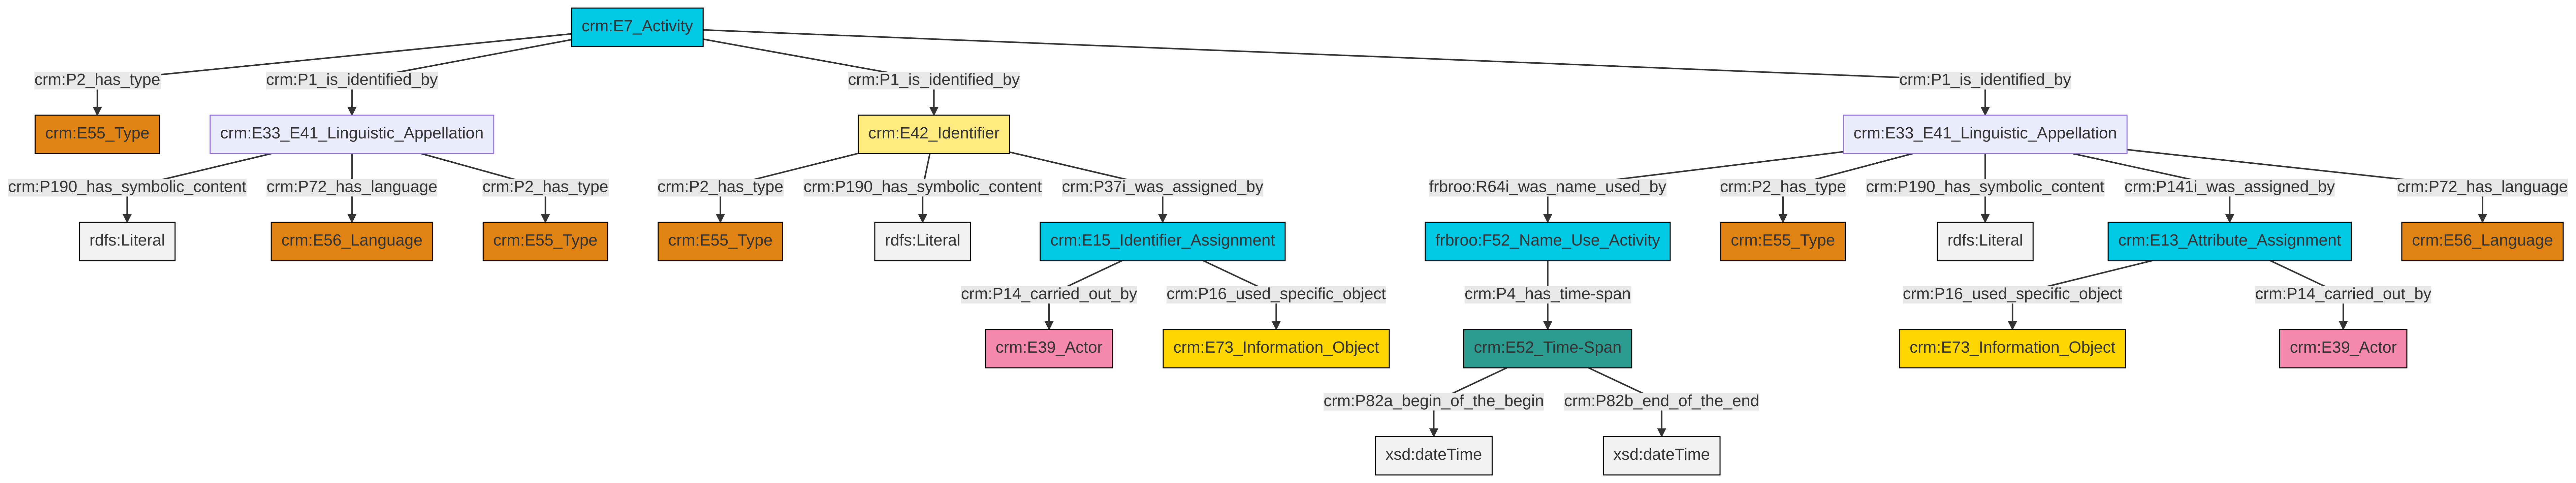 crm:E7_Activity
crm:P2_has_type
crm:P1_is_identified_by
crm:P1_is_identified_by
crm:P1_is_identified_by
crm:E55_Type
crm:E33_E41_Linguistic_Appellation
crm:E42_Identifier
crm:E33_E41_Linguistic_Appellation
crm:P190_has_symbolic_content
crm:P72_has_language
crm:P2_has_type
crm:P2_has_type
crm:P190_has_symbolic_content
crm:P37i_was_assigned_by
frbroo:R64i_was_name_used_by
crm:P2_has_type
crm:P190_has_symbolic_content
crm:P141i_was_assigned_by
crm:P72_has_language
rdfs:Literal
crm:E56_Language
crm:E55_Type
crm:E55_Type
rdfs:Literal
crm:E15_Identifier_Assignment
frbroo:F52_Name_Use_Activity
crm:E55_Type
rdfs:Literal
crm:E13_Attribute_Assignment
crm:E56_Language
crm:P14_carried_out_by
crm:P16_used_specific_object
crm:P4_has_time-span
crm:P16_used_specific_object
crm:P14_carried_out_by
crm:E39_Actor
crm:E73_Information_Object
crm:E52_Time-Span
crm:E73_Information_Object
crm:E39_Actor
crm:P82a_begin_of_the_begin
crm:P82b_end_of_the_end
xsd:dateTime
xsd:dateTime